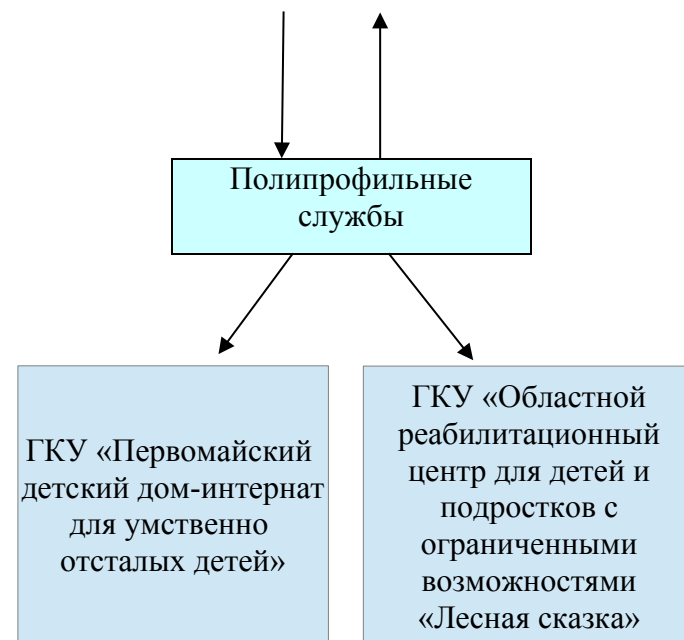 Полипрофильные
службы
ГКУ «Первомайский
детский дом-интернат
для умственно
отсталых детей»
ГКУ «Областной
реабилитационный
центр для детей и
подростков с
ограниченными
возможностями
«Лесная сказка»